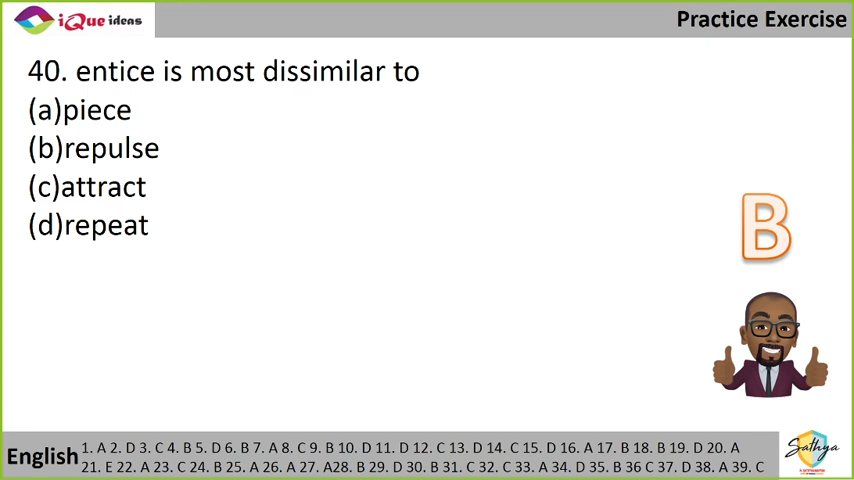 iQue ideas
Practice Exercise
40. entice is most dissimilar to
(a)piece
(b)repulse
(c)attract
(d)repeat
B
English
1. A 2. D 3. C 4. B 5. D 6. B 7. A 8. C 9. B 10. D 11. D 12. C 13. D 14. C 15. D 16. A 17. B 18. B 19. D 20. A
21. E 22. A 23. C 24. B 25. A 26. A 27. A28. B 29. D 30. B 31. C 32. C 33. A 34. D 35. B 36 C 37. D 38. A 39. C
Sathya